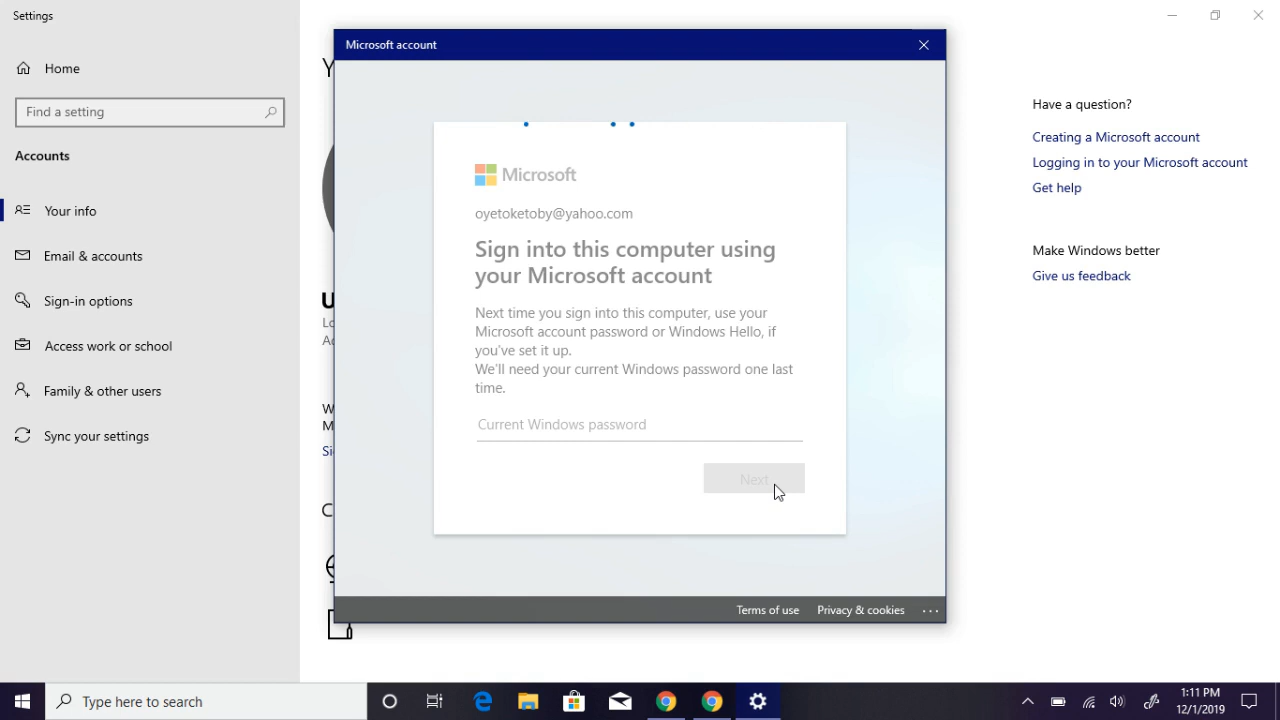 Settings
Home
Find a setting
Accounts
Your info
Email & accounts
Sign-in options
Access work or school
Family & other users
Sync your settings
Microsoft account
Microsoft
oyetoketoby@yahoo.com
Sign into this computer using
your Microsoft account
Next time you sign into this computer, use your
Microsoft account password or Windows Hello, if
you've set it up.
We'll need your current Windows password one last
time.
Current Windows password
Next
Terms of use
Privacy & cookies
Have a question?
Creating a Microsoft account
Logging in to your Microsoft account
Get help
Make Windows better
Give us feedback
Type here to search
1:11 PM
12/1/2019